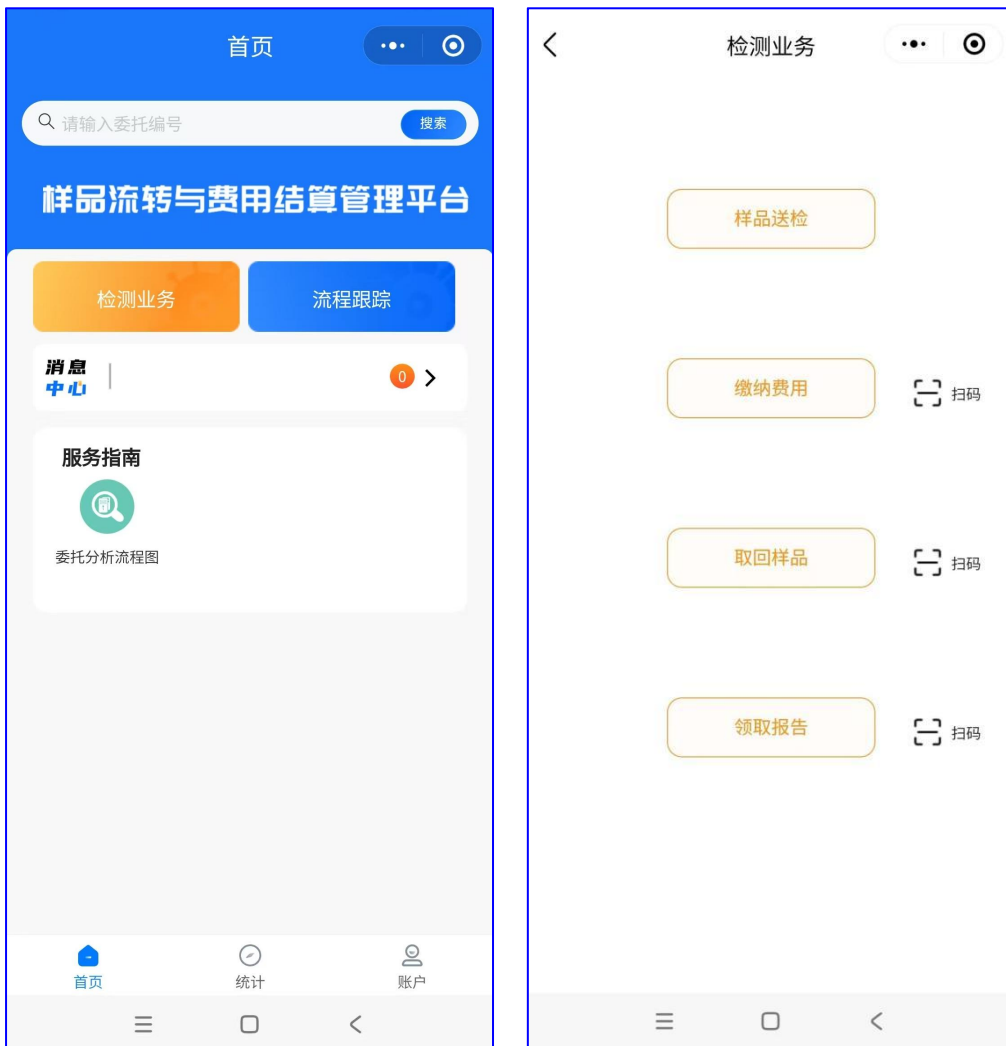 首页
请输入委托编号
搜索
样品流转与费用结算管理平台
检测业务
流程跟踪
消息
中心
0
服务指南
委托分析流程图
首页
统计
账户
检测业务
样品送检
缴纳费用
扫码
取回样品
扫码
领取报告
扫码